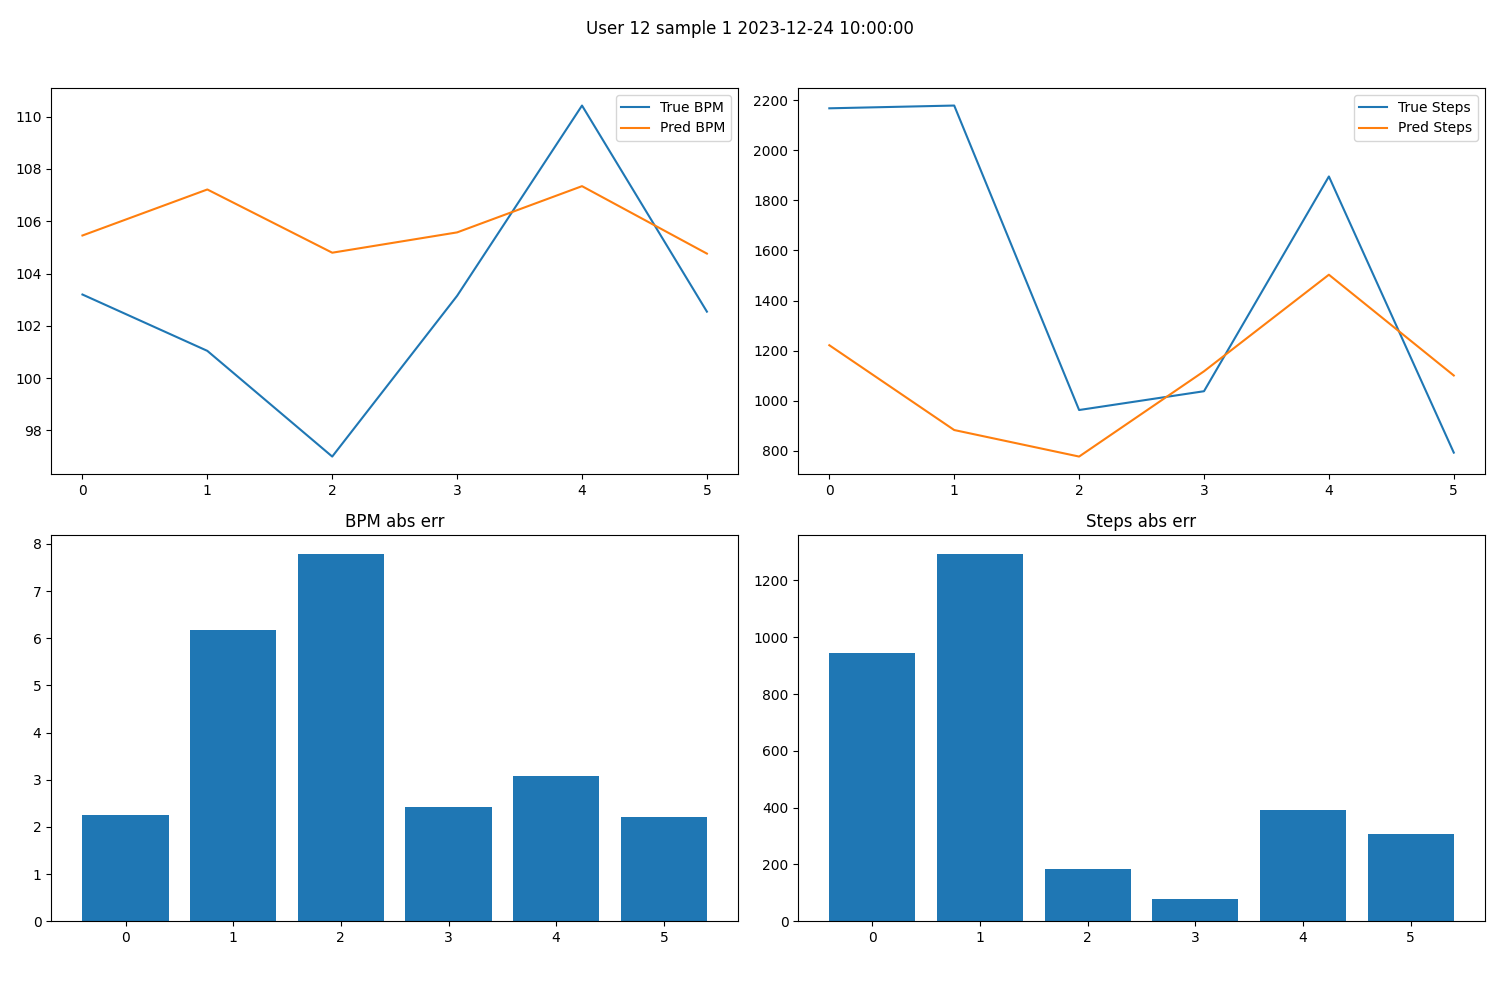 User 12 sample 1 2023-12-24 10:00:00
True BPM
Pred BPM
110
108
106
104
102
100
98
0 1 2 3 4 5
True Steps
Pred Steps
2200
2000
1800
1600
1400
1200
1000
800
0 1 2 3 4 5
BPM abs err
8
7
6
5
4
3
2
1
0
0 1 2 3 4 5
Steps abs err
1200
1000
800
600
400
200
0
0 1 2 3 4 5